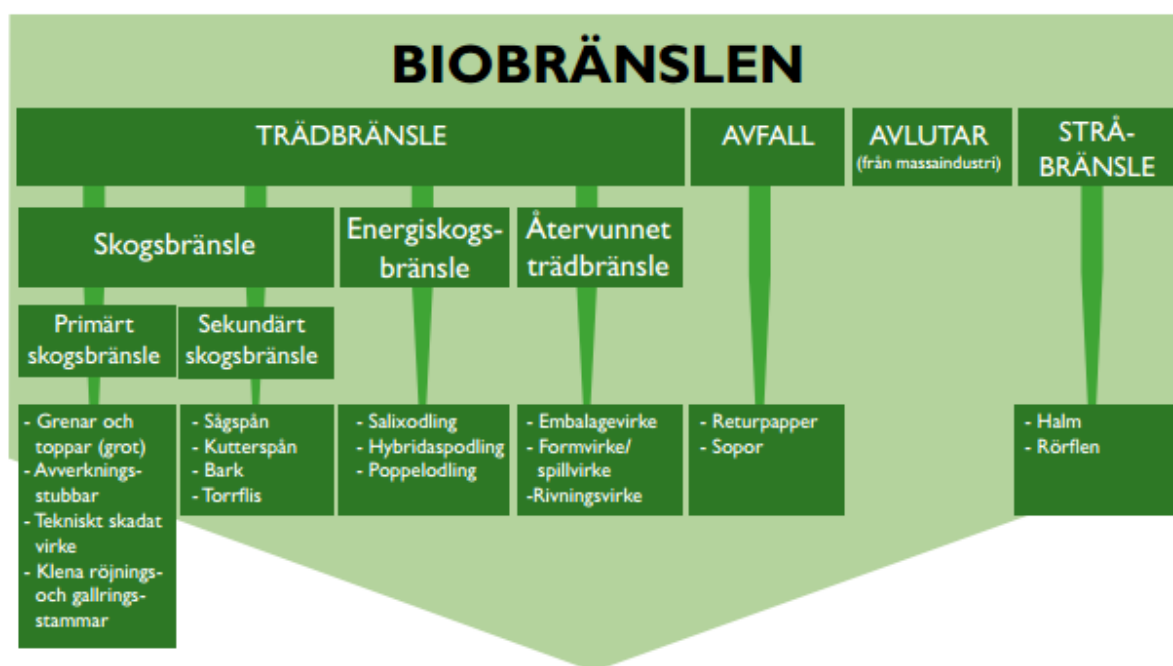 BIOBRÄNSLEN
TRÄDBRÄNSLE
AVFALL
AVLUTAR
(från massaindustri)
STRÅ-
BRÄNSLE
Skogsbränsle
Energiskogs-
bränsle
Återvunnet
trädbränsle
Primärt
skogsbränsle
Sekundärt
skogsbränsle
- Grenar och
toppar (grot)
- Avverknings-
stubbar
- Tekniskt skadat
virke
- Klena röjnings-
och gallrings-
stammar
- Sågspån
- Kutterspån
- Bark
- Torrflis
- Salixodling
- Hybridaspodling
- Poppelodling
- Embalagevirke
- Formvirke/
spillvirke
-Rivningsvirke
- Returpapper
- Sopor
- Halm
- Rörflen